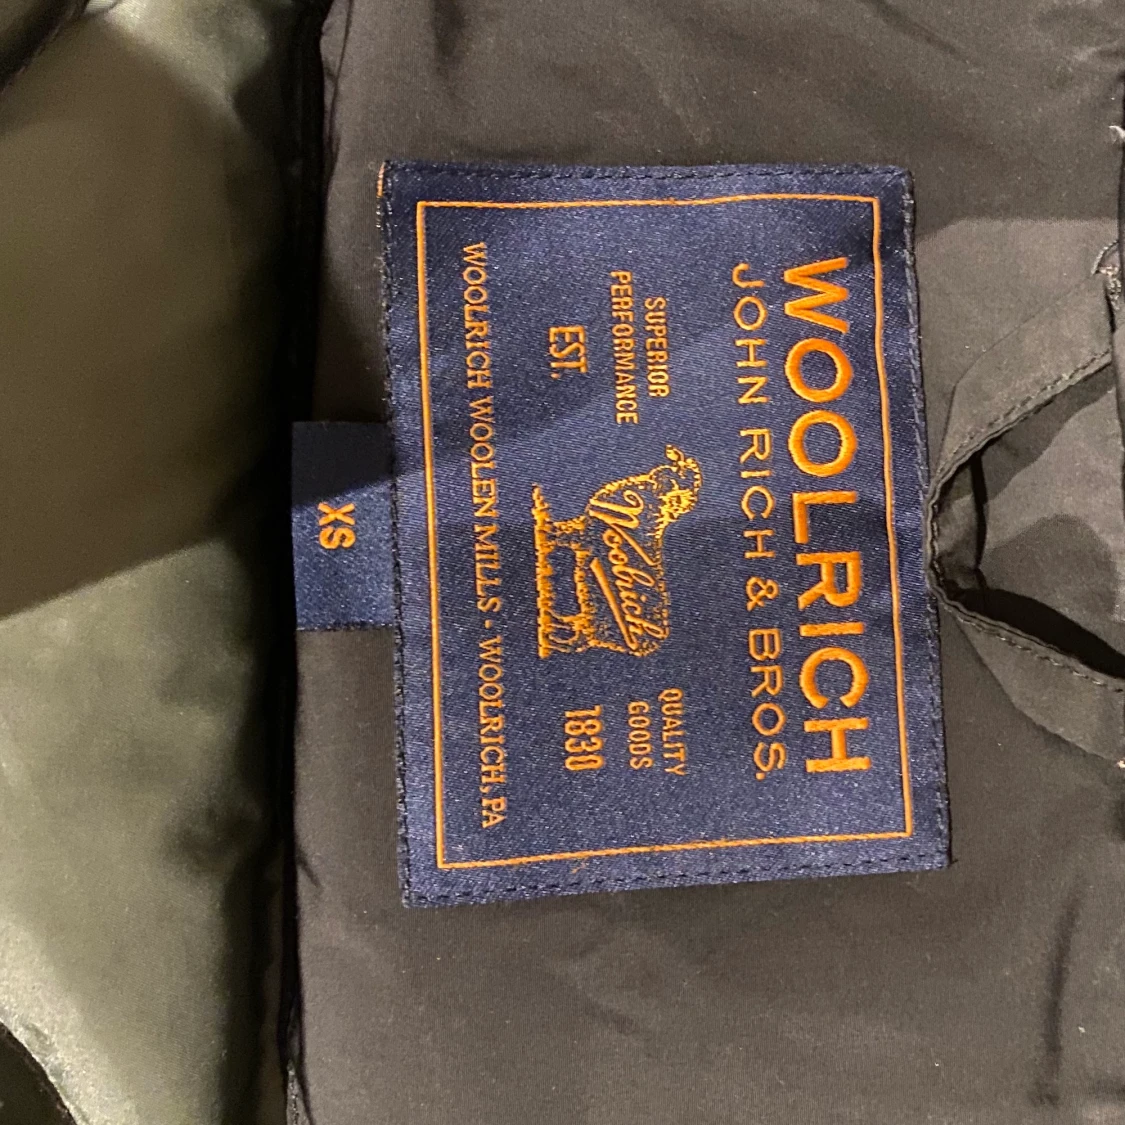 WOOLRICH
JOHN RICH & BROS.
SUPERIOR
PERFORMANCE
QUALITY
GOODS
Woolrich
EST.
1830
WOOLRICH WOOLEN MILLS • WOOLRICH, PA
XS